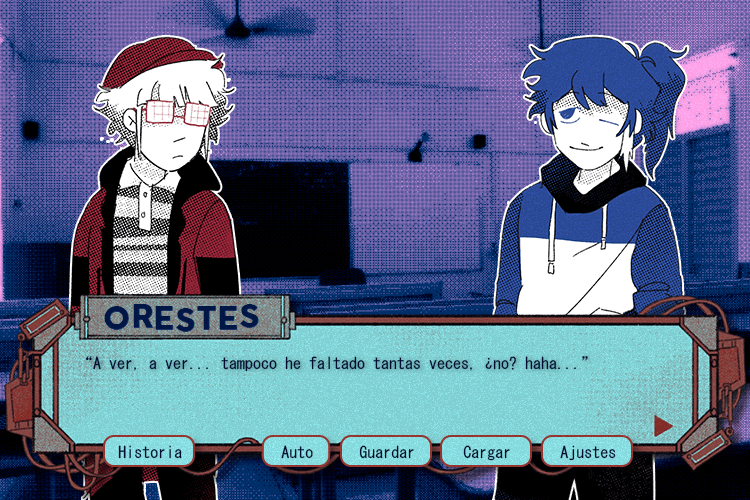 ORESTES
“A ver, a ver... tampoco he faltado tantas veces, ¿no? haha...”
Historia Auto Guardar Cargar Ajustes